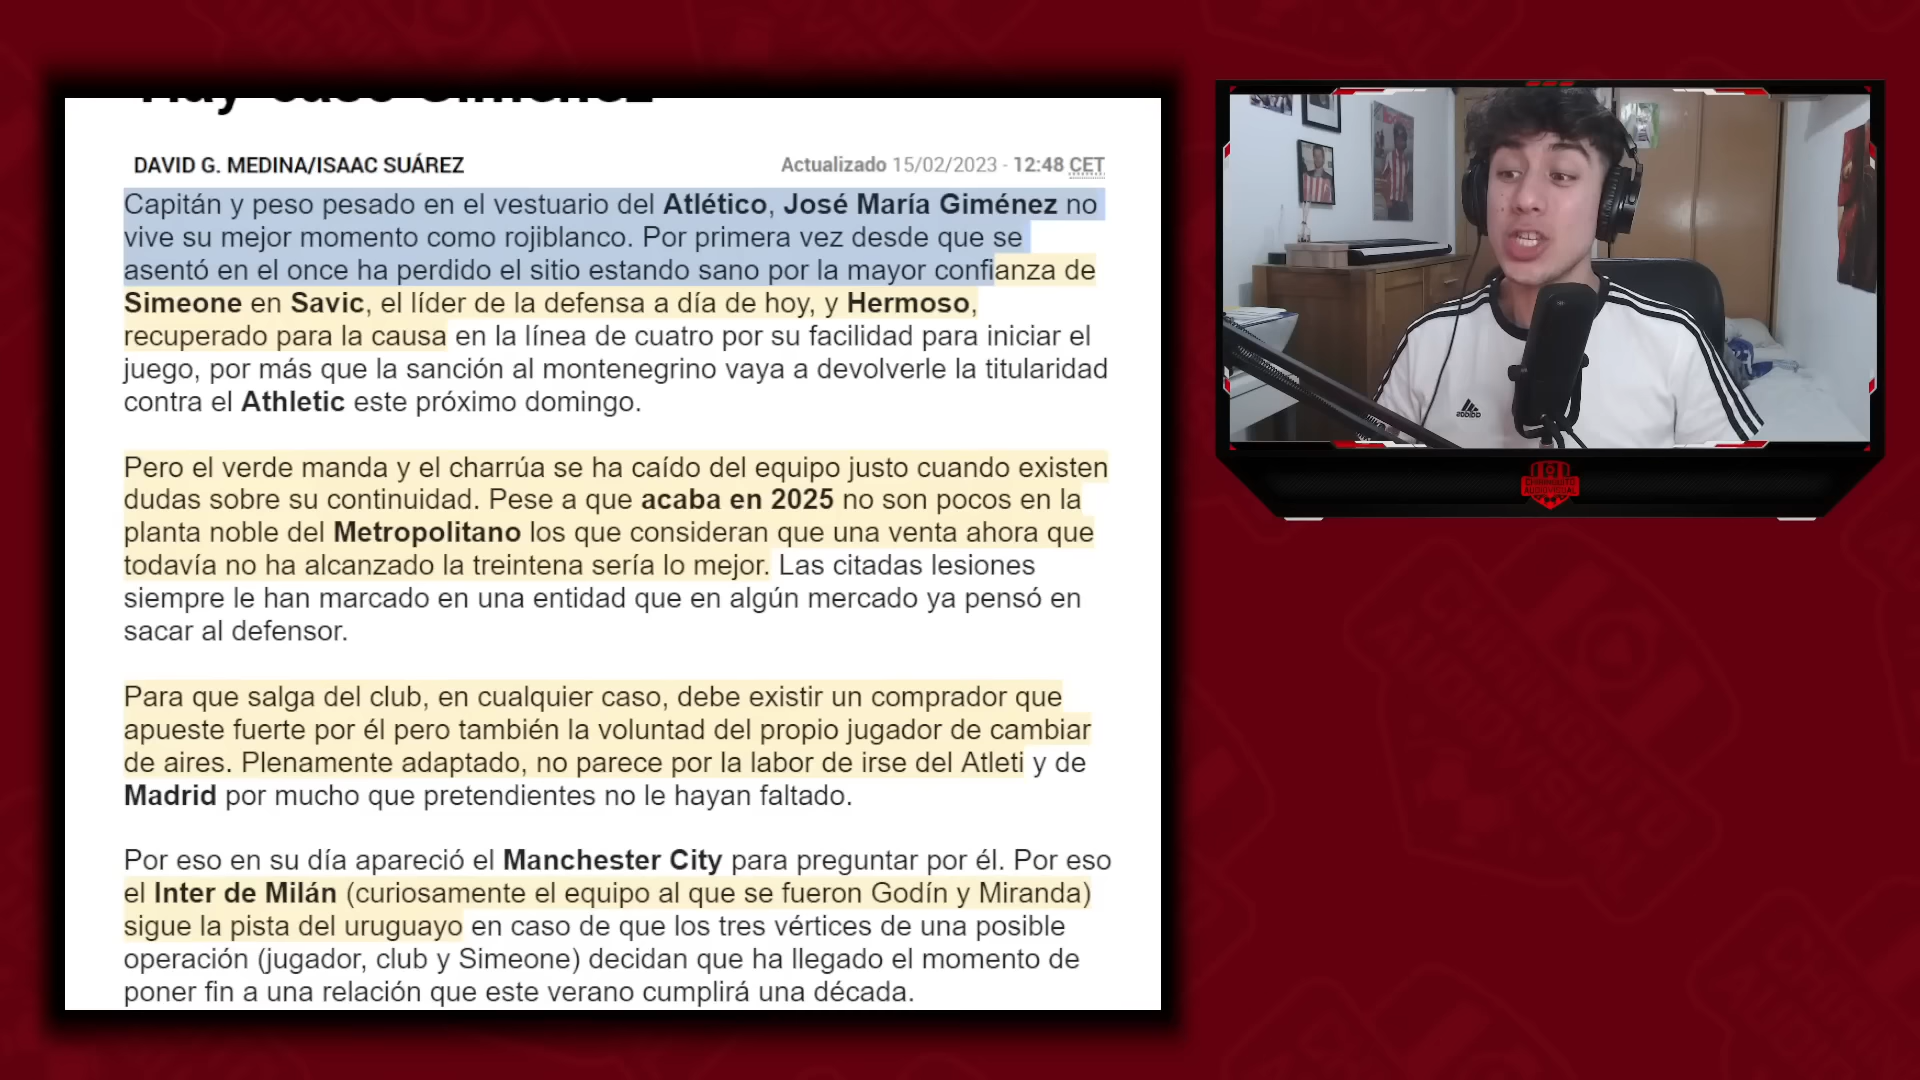 Hay caso Giménez
DAVID G. MEDINA/ISAAC SUÁREZ
Actualizado 15/02/2023 - 12:48 CET
Capitán y peso pesado en el vestuario del Atlético, José María Giménez no
vive su mejor momento como rojiblanco. Por primera vez desde que se
asentó en el once ha perdido el sitio estando sano por la mayor confianza de
Simeone en Savic, el líder de la defensa a día de hoy, y Hermoso,
recuperado para la causa en la línea de cuatro por su facilidad para iniciar el
juego, por más que la sanción al montenegrino vaya a devolverle la titularidad
contra el Athletic este próximo domingo.
Pero el verde manda y el charrúa se ha caído del equipo justo cuando existen
dudas sobre su continuidad. Pese a que acaba en 2025 no son pocos en la
planta noble del Metropolitano los que consideran que una venta ahora que
todavía no ha alcanzado la treintena sería lo mejor. Las citadas lesiones
siempre le han marcado en una entidad que en algún mercado ya pensó en
sacar al defensor.
Para que salga del club, en cualquier caso, debe existir un comprador que
apueste fuerte por él pero también la voluntad del propio jugador de cambiar
de aires. Plenamente adaptado, no parece por la labor de irse del Atleti y de
Madrid por mucho que pretendientes no le hayan faltado.
Por eso en su día apareció el Manchester City para preguntar por él. Por eso
el Inter de Milán (curiosamente el equipo al que se fueron Godín y Miranda)
sigue la pista del uruguayo en caso de que los tres vértices de una posible
operación (jugador, club y Simeone) decidan que ha llegado el momento de
poner fin a una relación que este verano cumplirá una década.
adidas
CHIRINGUITO
AUDIOVISUAL